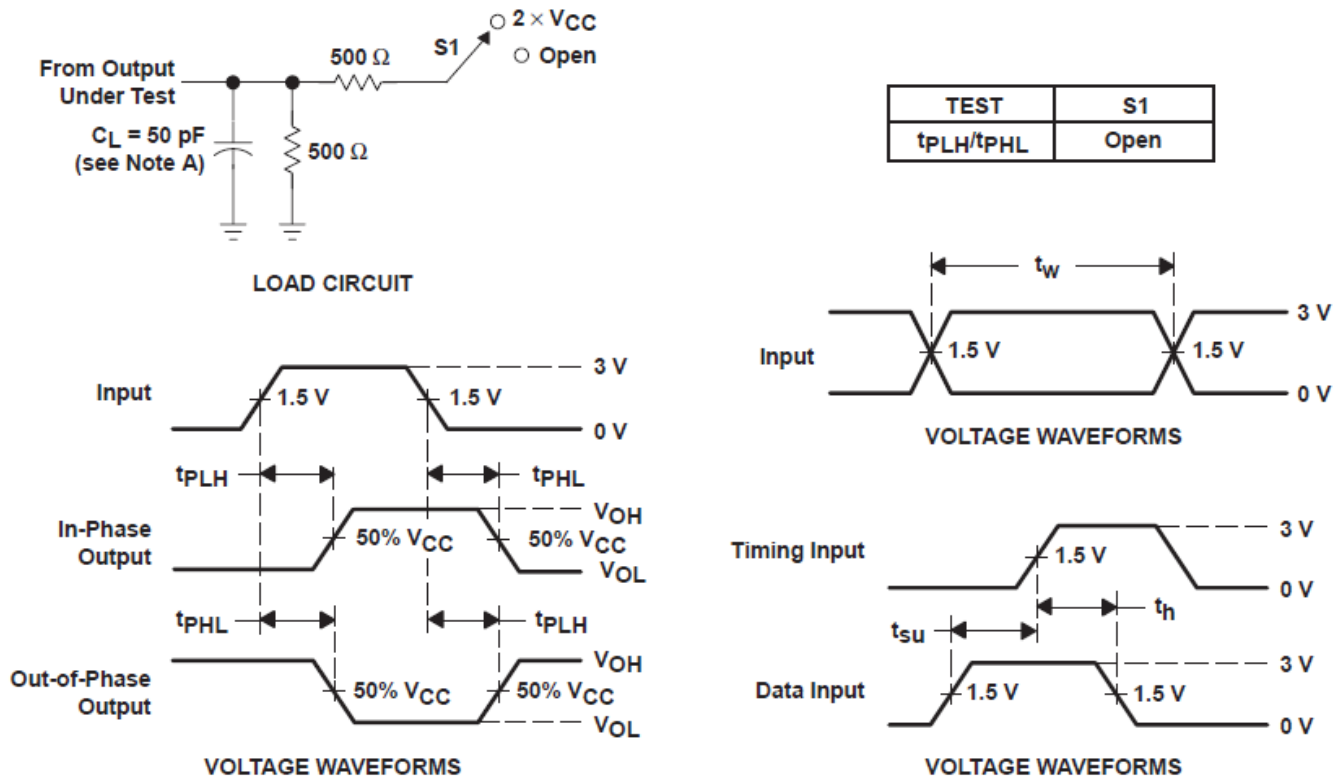 2 × VCC
S1
Open
500 Ω
From Output
Under Test
CL = 50 pF
(see Note A)
500 Ω
LOAD CIRCUIT
TEST S1
tPLH/tPHL Open
tw
3 V
Input
1.5 V
1.5 V
0 V
VOLTAGE WAVEFORMS
3 V
Input
1.5 V
1.5 V
0 V
tPLH
tPHL
VOH
In-Phase
Output
50% VCC
50% VCC
VOL
tPHL
tPLH
VOH
Out-of-Phase
Output
50% VCC
50% VCC
VOL
VOLTAGE WAVEFORMS
3 V
Timing Input
1.5 V
0 V
th
tsu
3 V
Data Input
1.5 V
1.5 V
0 V
VOLTAGE WAVEFORMS